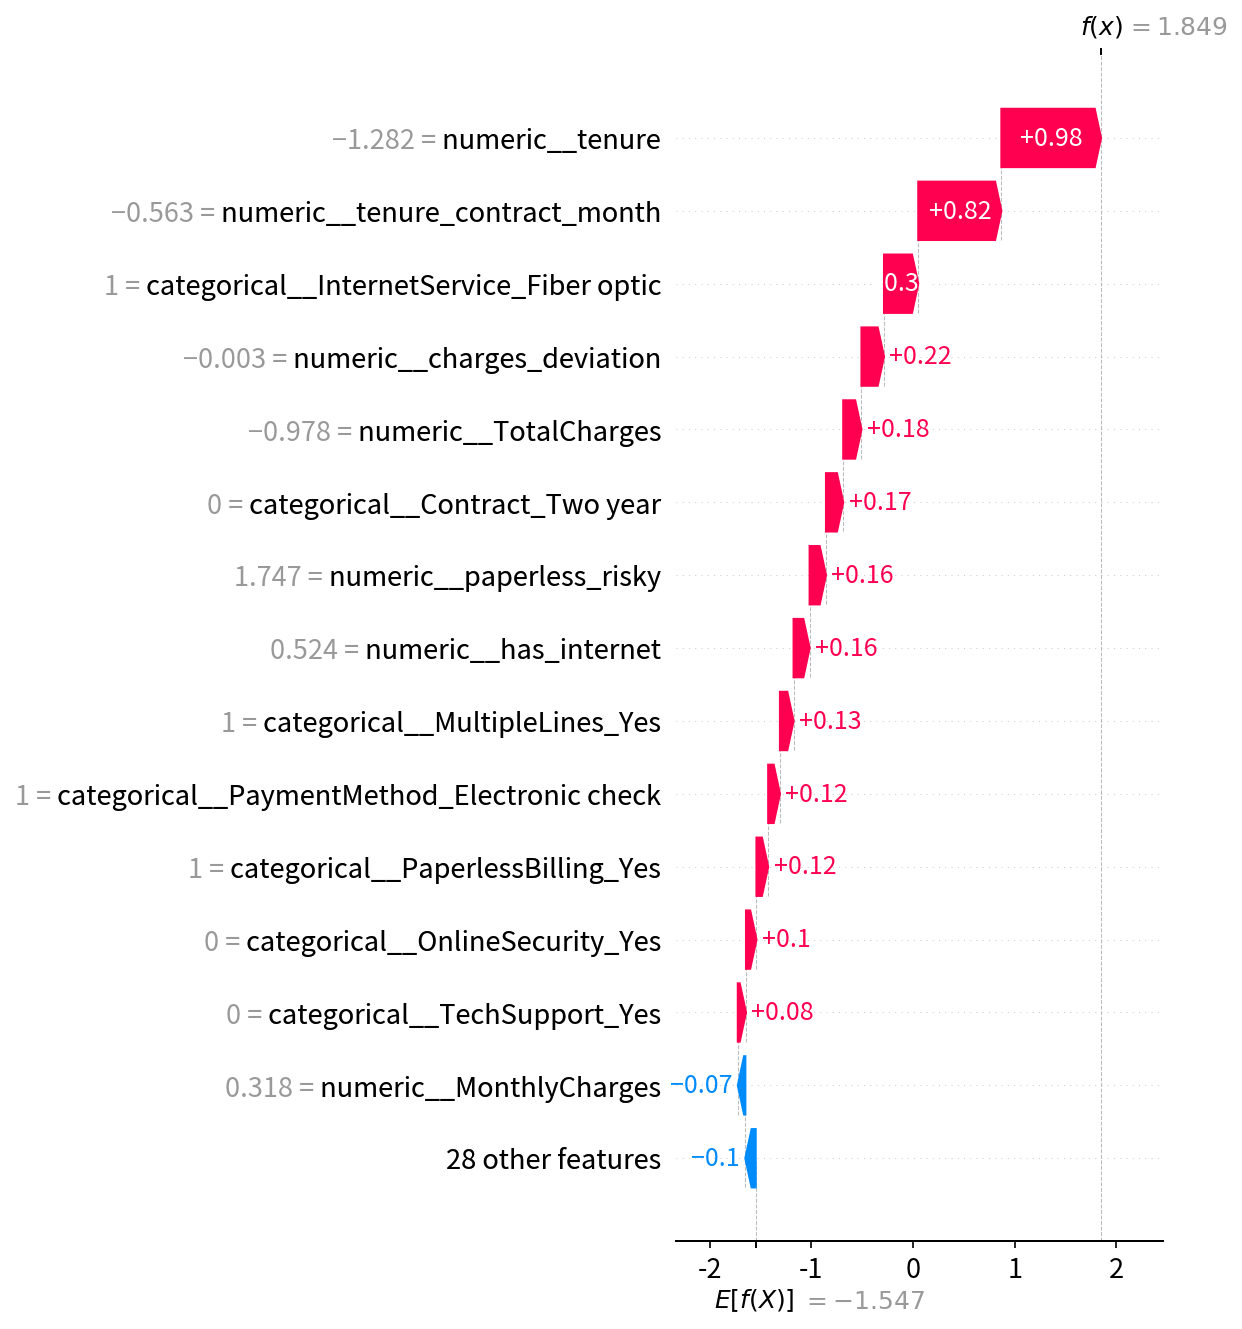 f(x) = 1.849
−1.282 = numeric__tenure +0.98
−0.563 = numeric__tenure_contract_month +0.82
1 = categorical__InternetService_Fiber optic 0.3
−0.003 = numeric__charges_deviation +0.22
−0.978 = numeric__TotalCharges +0.18
0 = categorical__Contract_Two year +0.17
1.747 = numeric__paperless_risky +0.16
0.524 = numeric__has_internet +0.16
1 = categorical__MultipleLines_Yes +0.13
1 = categorical__PaymentMethod_Electronic check +0.12
1 = categorical__PaperlessBilling_Yes +0.12
0 = categorical__OnlineSecurity_Yes +0.1
0 = categorical__TechSupport_Yes +0.08
0.318 = numeric__MonthlyCharges −0.07
28 other features −0.1
-2 -1 0 1 2
E[f(X)] = −1.547